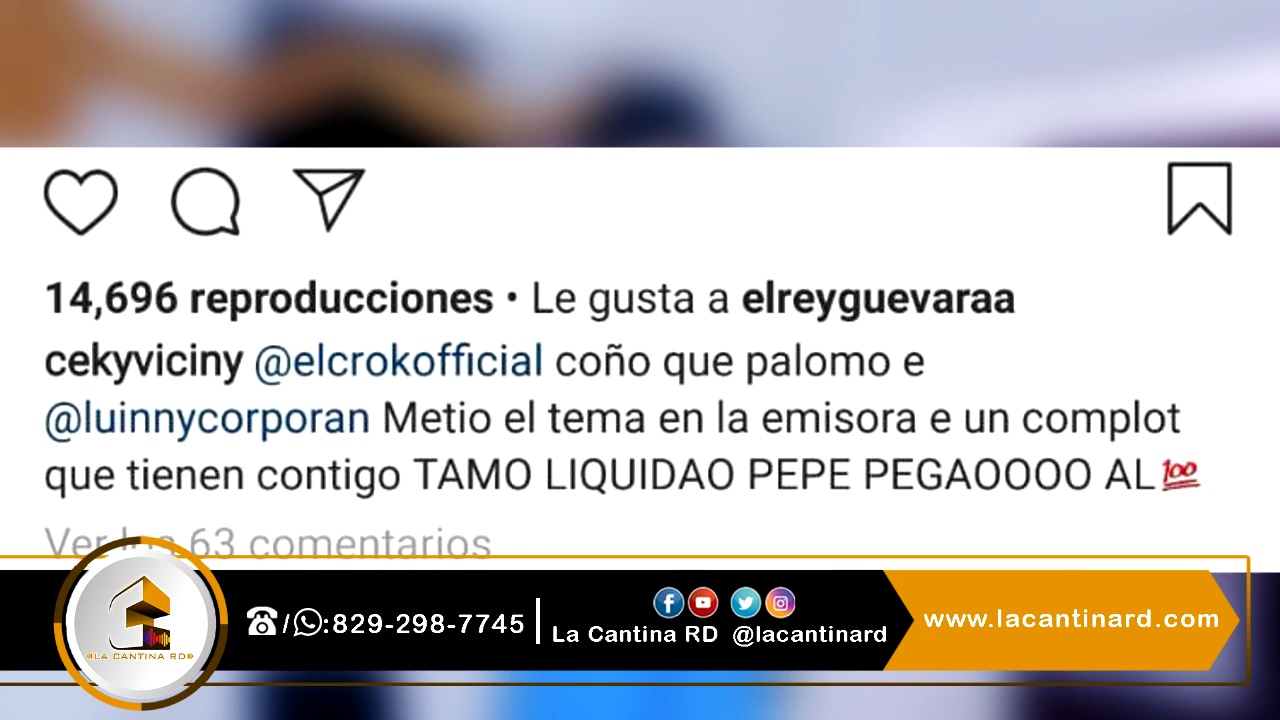 14,696 reproducciones • Le gusta a elreyguevaraa
cekyviciny @elcrokofficial coño que palomo e
@luinnycorporan Metio el tema en la emisora e un complot
que tienen contigo TAMO LIQUIDAO PEPE PEGAOOOO AL💯
Ver los 63 comentarios
/ :829-298-7745
La Cantina RD @lacantinard
www.lacantinard.com
«LA CANTINA RD»